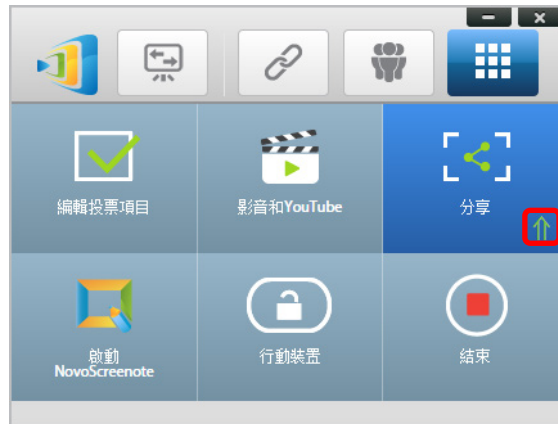 編輯投票項目
影音和YouTube
分享
啟動
NovoScreenote
行動裝置
結束